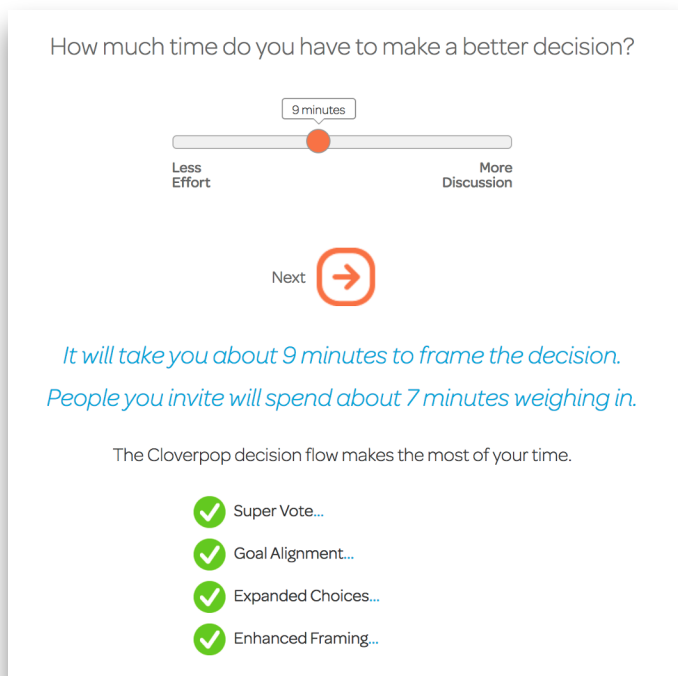 How much time do you have to make a better decision?
9 minutes
Less
Effort
More
Discussion
Next
It will take you about 9 minutes to frame the decision.
People you invite will spend about 7 minutes weighing in.
The Cloverpop decision flow makes the most of your time.
Super Vote...
Goal Alignment...
Expanded Choices...
Enhanced Framing...